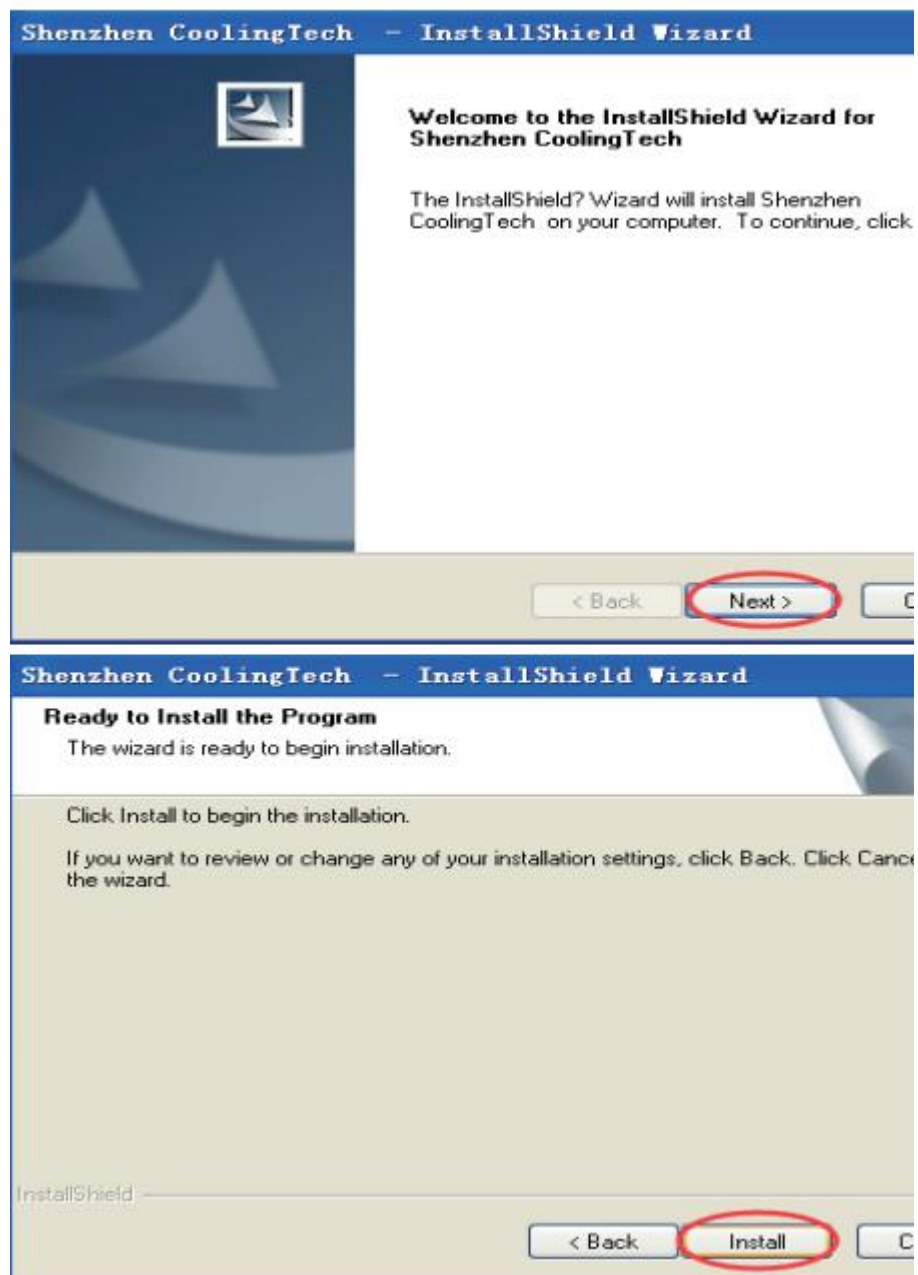 Shenzhen CoolingTech - InstallShield Wizard
Welcome to the InstallShield Wizard for
Shenzhen CoolingTech
The InstallShield? Wizard will install Shenzhen
CoolingTech on your computer. To continue, click
< Back
Next >
C
Shenzhen CoolingTech - InstallShield Wizard
Ready to Install the Program
The wizard is ready to begin installation.
Click Install to begin the installation.
If you want to review or change any of your installation settings, click Back. Click Cance
the wizard.
InstallShield
< Back
Install
C